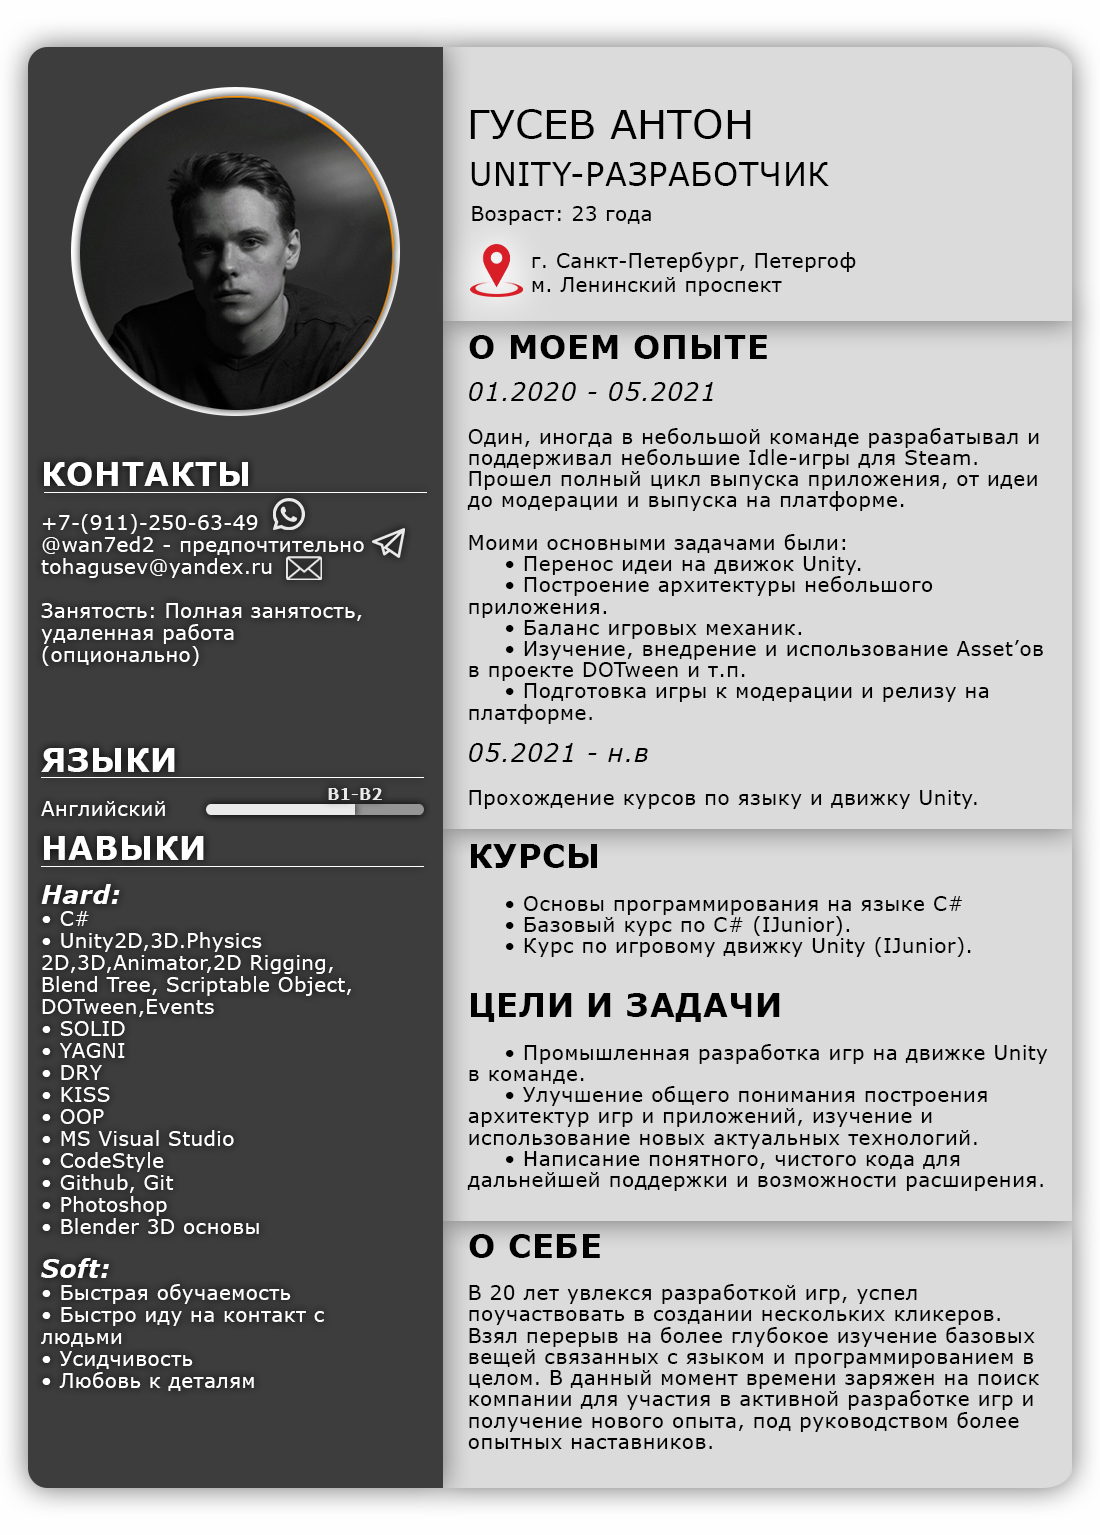 КОНТАКТЫ
+7-(911)-250-63-49
@wan7ed2 - предпочтительно
tohagusev@yandex.ru
Занятость: Полная занятость,
удаленная работа
(опционально)
ЯЗЫКИ
B1-B2
Английский
НАВЫКИ
Hard:
• C#
• Unity2D,3D.Physics
2D,3D,Animator,2D Rigging,
Blend Tree, Scriptable Object,
DOTween,Events
• SOLID
• YAGNI
• DRY
• KISS
• OOP
• MS Visual Studio
• CodeStyle
• Github, Git
• Photoshop
• Blender 3D основы
Soft:
• Быстрая обучаемость
• Быстро иду на контакт с
людьми
• Усидчивость
• Любовь к деталям
ГУСЕВ АНТОН
UNITY-РАЗРАБОТЧИК
Возраст: 23 года
г. Санкт-Петербург, Петергоф
м. Ленинский проспект
О МОЕМ ОПЫТЕ
01.2020 - 05.2021
Один, иногда в небольшой команде разрабатывал и
поддерживал небольшие Idle-игры для Steam.
Прошел полный цикл выпуска приложения, от идеи
до модерации и выпуска на платформе.
Моими основными задачами были:
• Перенос идеи на движок Unity.
• Построение архитектуры небольшого
приложения.
• Баланс игровых механик.
• Изучение, внедрение и использование Asset’ов
в проекте DOTween и т.п.
• Подготовка игры к модерации и релизу на
платформе.
05.2021 - н.в
Прохождение курсов по языку и движку Unity.
КУРСЫ
• Основы программирования на языке C#
• Базовый курс по C# (IJunior).
• Курс по игровому движку Unity (IJunior).
ЦЕЛИ И ЗАДАЧИ
• Промышленная разработка игр на движке Unity
в команде.
• Улучшение общего понимания построения
архитектур игр и приложений, изучение и
использование новых актуальных технологий.
• Написание понятного, чистого кода для
дальнейшей поддержки и возможности расширения.
О СЕБЕ
В 20 лет увлекся разработкой игр, успел
поучаствовать в создании нескольких кликеров.
Взял перерыв на более глубокое изучение базовых
вещей связанных с языком и программированием в
целом. В данный момент времени заряжен на поиск
компании для участия в активной разработке игр и
получение нового опыта, под руководством более
опытных наставников.